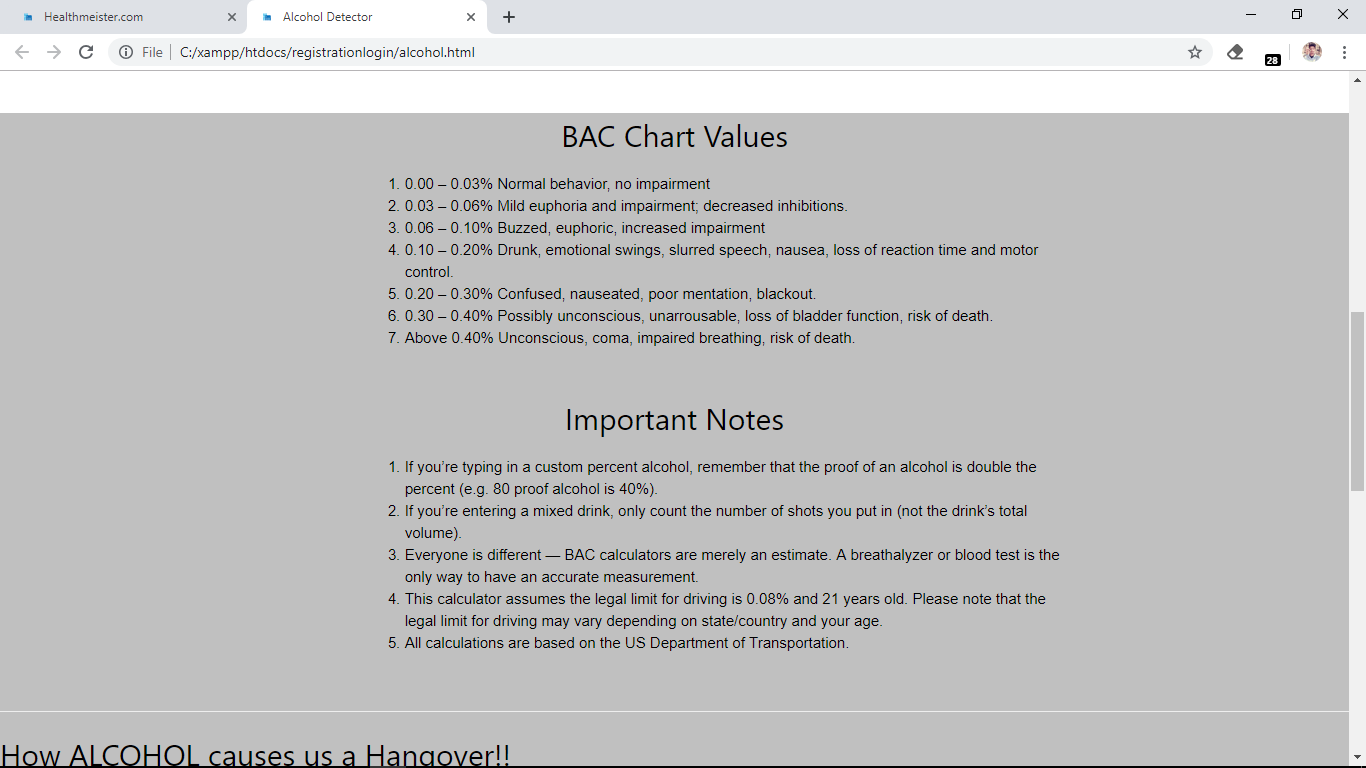 Healthmeister.com
Alcohol Detector
File
C:/xampp/htdocs/registrationlogin/alcohol.html
28
BAC Chart Values
1. 0.00 – 0.03% Normal behavior, no impairment
2. 0.03 – 0.06% Mild euphoria and impairment; decreased inhibitions.
3. 0.06 – 0.10% Buzzed, euphoric, increased impairment
4. 0.10 – 0.20% Drunk, emotional swings, slurred speech, nausea, loss of reaction time and motor
control.
5. 0.20 – 0.30% Confused, nauseated, poor mentation, blackout.
6. 0.30 – 0.40% Possibly unconscious, unarrousable, loss of bladder function, risk of death.
7. Above 0.40% Unconscious, coma, impaired breathing, risk of death.
Important Notes
1. If you’re typing in a custom percent alcohol, remember that the proof of an alcohol is double the
percent (e.g. 80 proof alcohol is 40%).
2. If you’re entering a mixed drink, only count the number of shots you put in (not the drink’s total
volume).
3. Everyone is different — BAC calculators are merely an estimate. A breathalyzer or blood test is the
only way to have an accurate measurement.
4. This calculator assumes the legal limit for driving is 0.08% and 21 years old. Please note that the
legal limit for driving may vary depending on state/country and your age.
5. All calculations are based on the US Department of Transportation.
How ALCOHOL causes us a Hangover!!